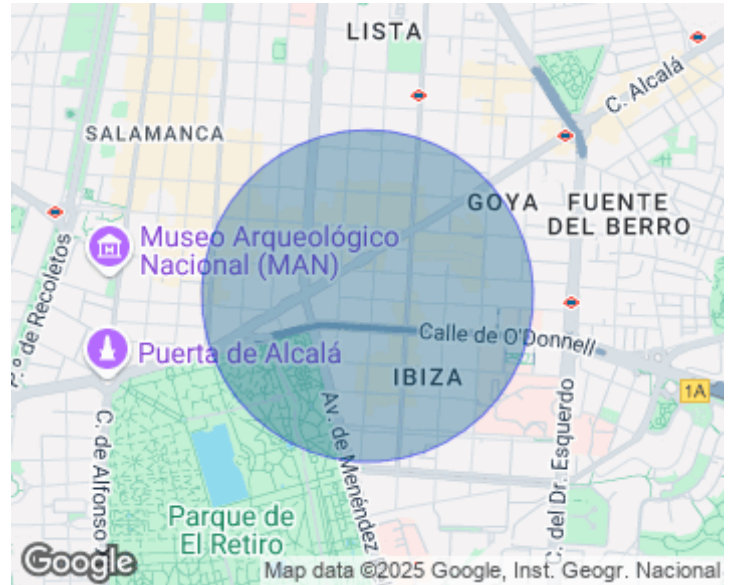 LISTA
C. Alcalá
SALAMANCA
GOYA
FUENTE
DEL BERRO
Museo Arqueológico
Nacional (MAN)
P.º de Recoletos
Puerta de Alcalá
Calle de O'Donnell
IBIZA
1A
Av. de Menéndez
C. de Alfonso X
C. del Dr. Esquerdo
Parque de
El Retiro
Google
Map data ©2025 Google, Inst. Geogr. Nacional